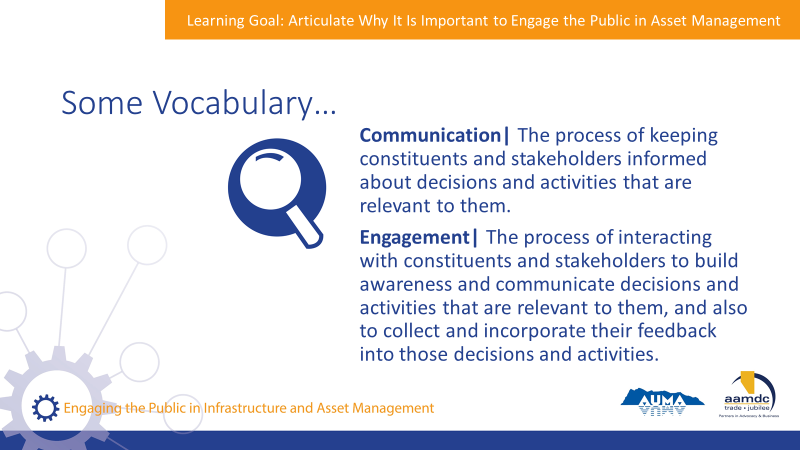 Learning Goal: Articulate Why It Is Important to Engage the Public in Asset Management
Some Vocabulary…
Communication| The process of keeping
constituents and stakeholders informed
about decisions and activities that are
relevant to them.
Engagement| The process of interacting
with constituents and stakeholders to build
awareness and communicate decisions and
activities that are relevant to them, and also
to collect and incorporate their feedback
into those decisions and activities.
Engaging the Public in Infrastructure and Asset Management
AUMA
aamdc
trade • jubilee
Partners in Advocacy & Business